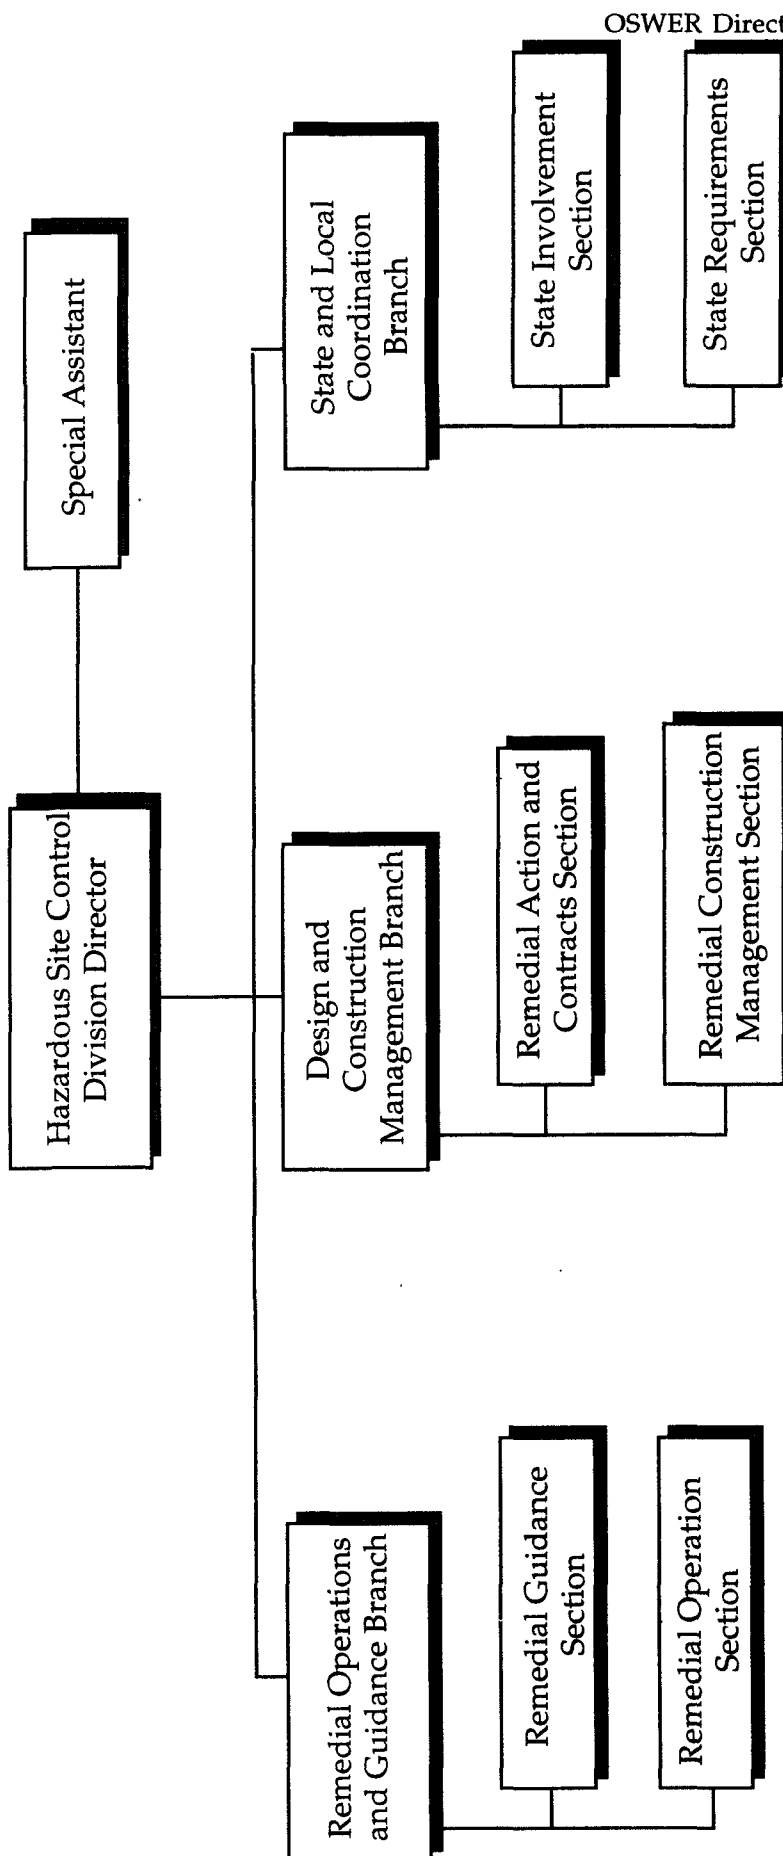 OSWER Direct
Hazardous Site Control
Division Director
Special Assistant
Remedial Operations
and Guidance Branch
Remedial Guidance
Section
Remedial Operation
Section
Design and
Construction
Management Branch
Remedial Action and
Contracts Section
Remedial Construction
Management Section
State and Local
Coordination
Branch
State Involvement
Section
State Requirements
Section